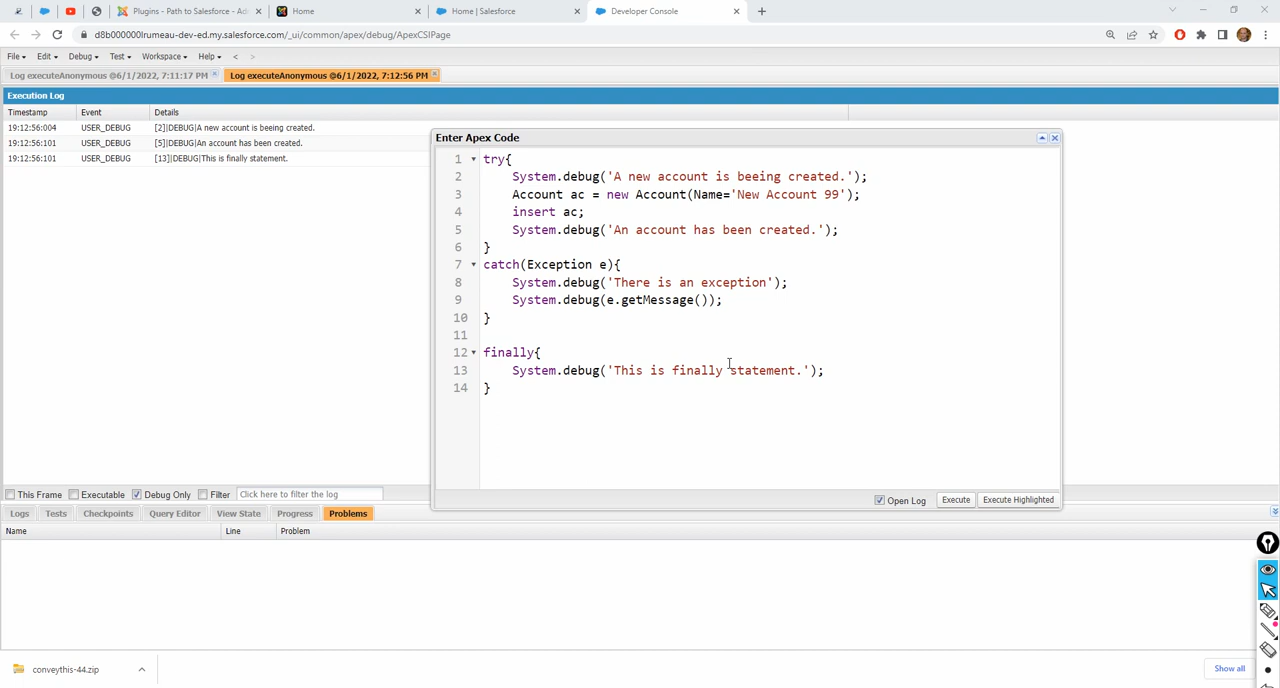 Plugins - Path to Salesforce - Ad
Home
Home | Salesforce
Developer Console
d8b000000lrumeau-dev-ed.my.salesforce.com/_ui/common/apex/debug/ApexCSIPage
File Edit Debug Test Workspace Help < >
Log executeAnonymous @6/1/2022, 7:11:17 PM
Log executeAnonymous @6/1/2022, 7:12:56 PM
Execution Log
Timestamp Event Details
19:12:56:004 USER_DEBUG [2]|DEBUG|A new account is beeing created.
19:12:56:101 USER_DEBUG [5]|DEBUG|An account has been created.
19:12:56:101 USER_DEBUG [13]|DEBUG|This is finally statement.
Enter Apex Code
1 try{
2 System.debug('A new account is beeing created.');
3 Account ac = new Account(Name='New Account 99');
4 insert ac;
5 System.debug('An account has been created.');
6 }
7 catch(Exception e){
8 System.debug('There is an exception');
9 System.debug(e.getMessage());
10 }
11
12 finally{
13 System.debug('This is finally statement.');
14 }
Open Log Execute Execute Highlighted
This Frame Executable Debug Only Filter Click here to filter the log
Logs Tests Checkpoints Query Editor View State Progress Problems
Name Line Problem
conveythis-44.zip
Show all